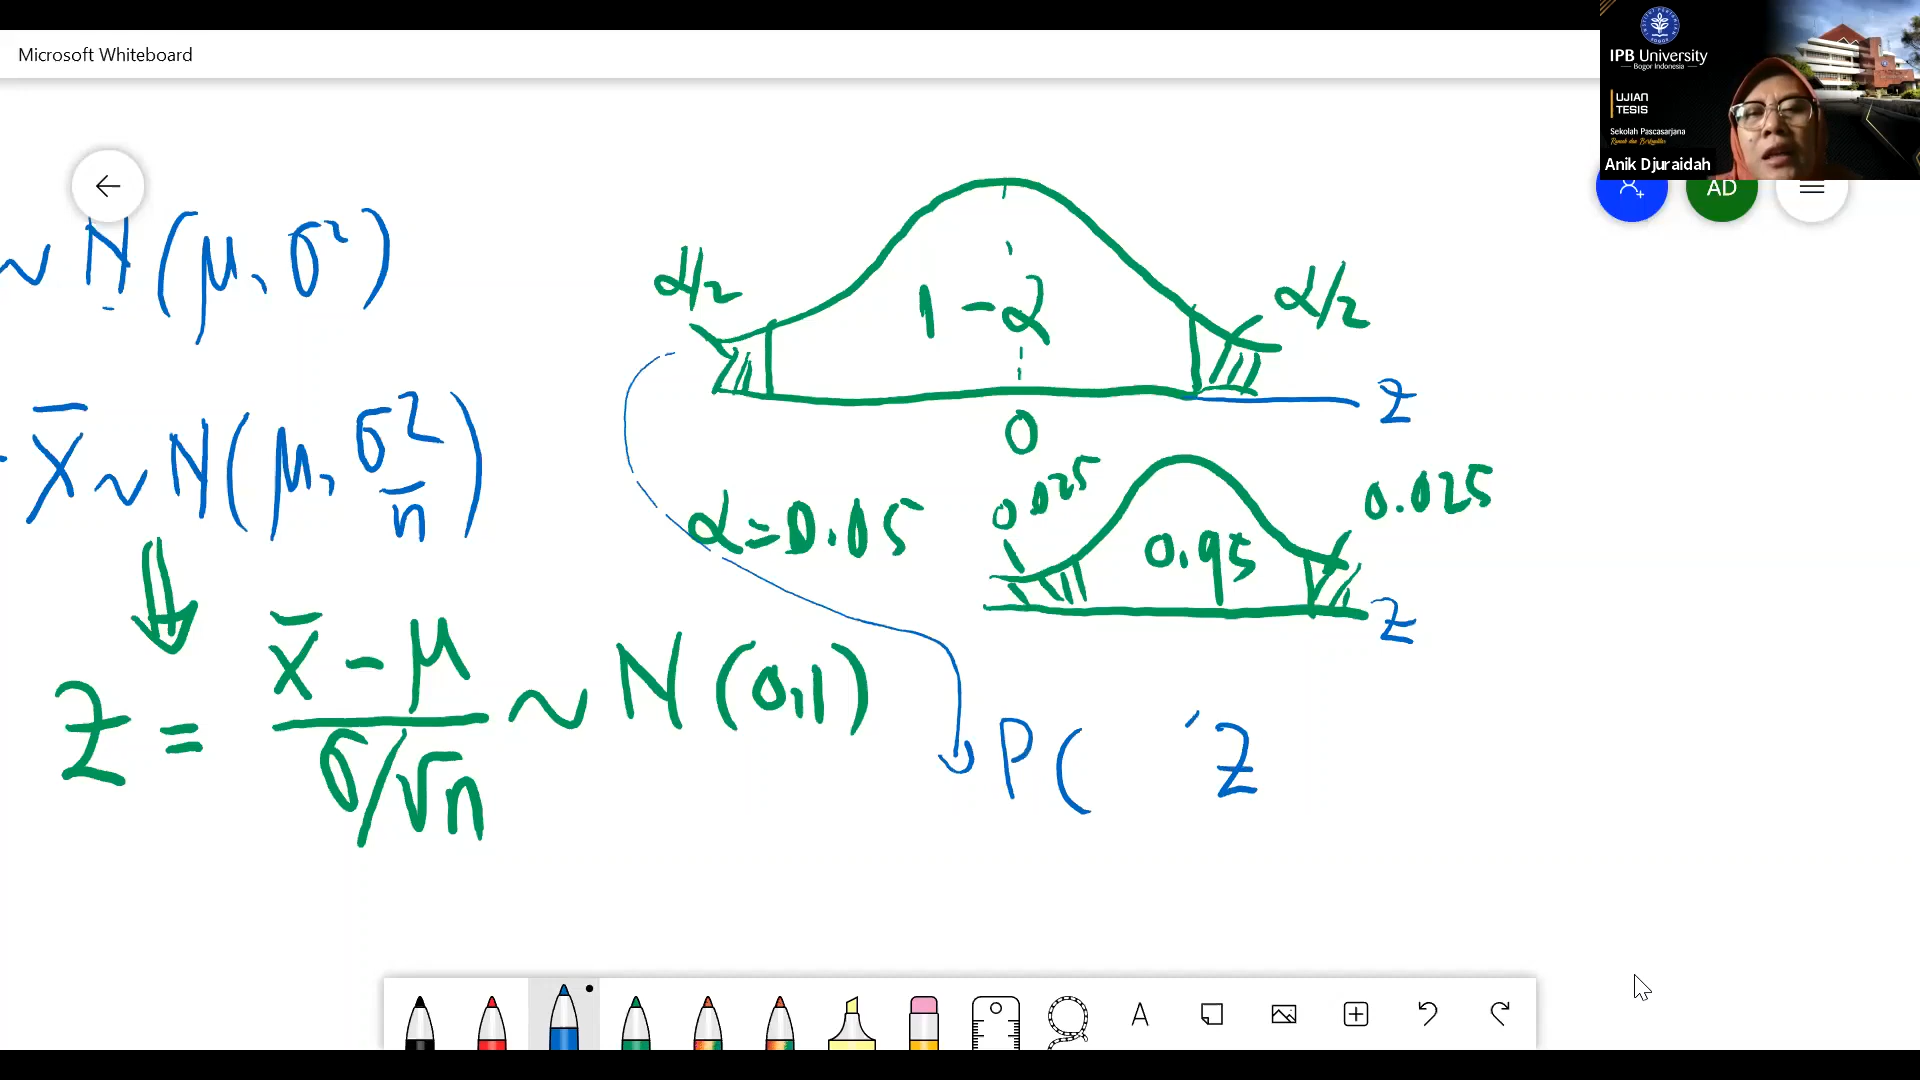 Microsoft Whiteboard
IPB University
Bogor Indonesia
UJIAN
TESIS
Sekolah Pascasarjana
Anik Djuraidah
AD
~ N (μ, σ²)
X̄ ~ N(μ, σ²/n)
Z = (x̄ - μ)/(σ/√n) ~ N(0,1)
α/2
1 - α
α/2
0
Z
α = 0.05
0.025
0.95
0.025
Z
P( Z
A